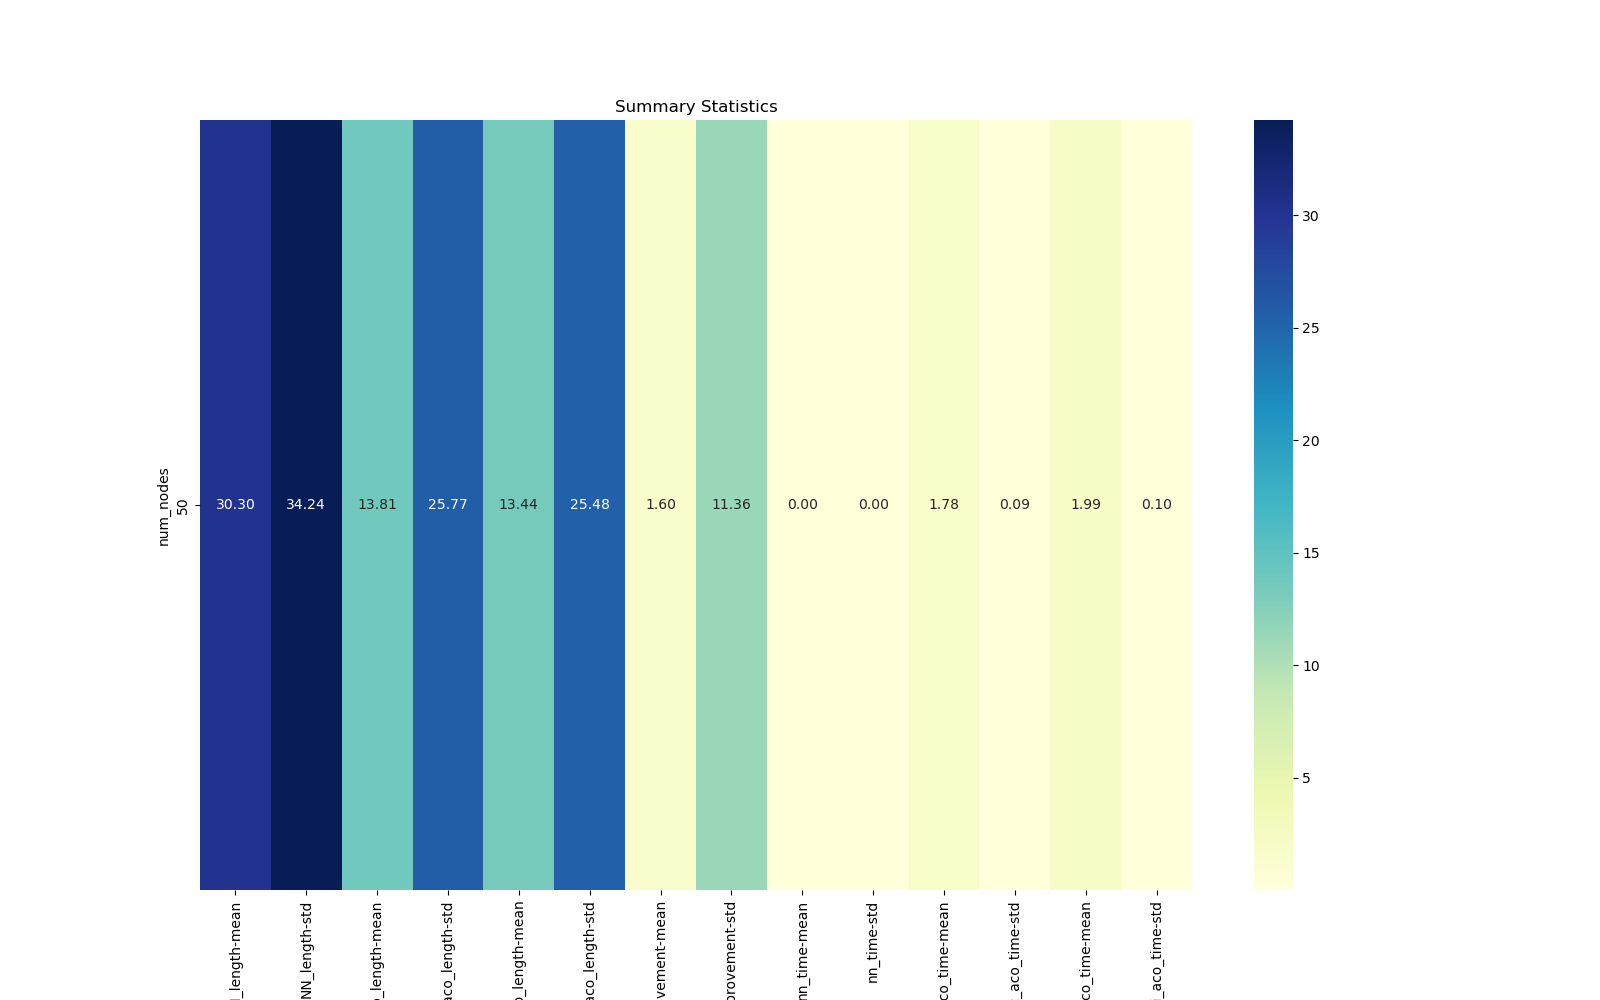 Summary Statistics
num_nodes
50
30.30 34.24 13.81 25.77 13.44 25.48 1.60 11.36 0.00 0.00 1.78 0.09 1.99 0.10
_length-mean
NN_length-std
_length-mean
aco_length-std
_length-mean
aco_length-std
vement-mean
provement-std
nn_time-mean
nn_time-std
co_time-mean
_aco_time-std
co_time-mean
_aco_time-std
30
25
20
15
10
5